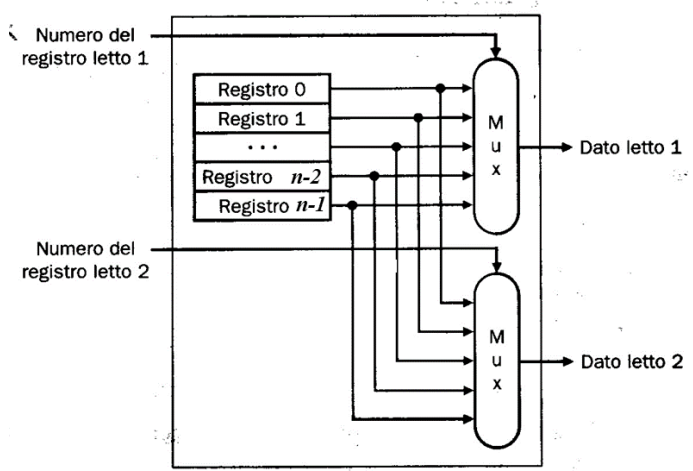 Numero del
registro letto 1
Registro 0
Registro 1
...
Registro n-2
Registro n-1
M
u
x
Dato letto 1
Numero del
registro letto 2
M
u
x
Dato letto 2